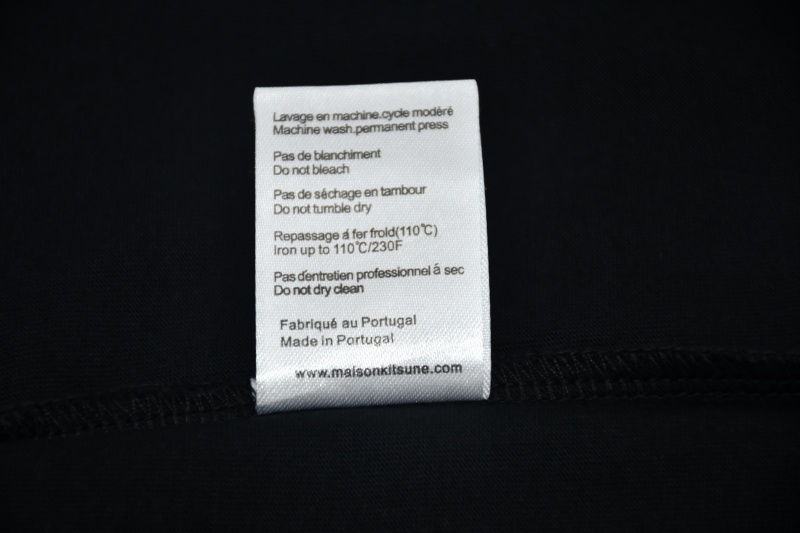 Lavage en machine.cycle modéré
Machine wash.permanent press
Pas de blanchiment
Do not bleach
Pas de séchage en tambour
Do not tumble dry
Repassage á fer froid(110℃)
Iron up to 110℃/230F
Pas d'entretien professionnel á sec
Do not dry clean
Fabriqué au Portugal
Made in Portugal
www.maisonkitsune.com